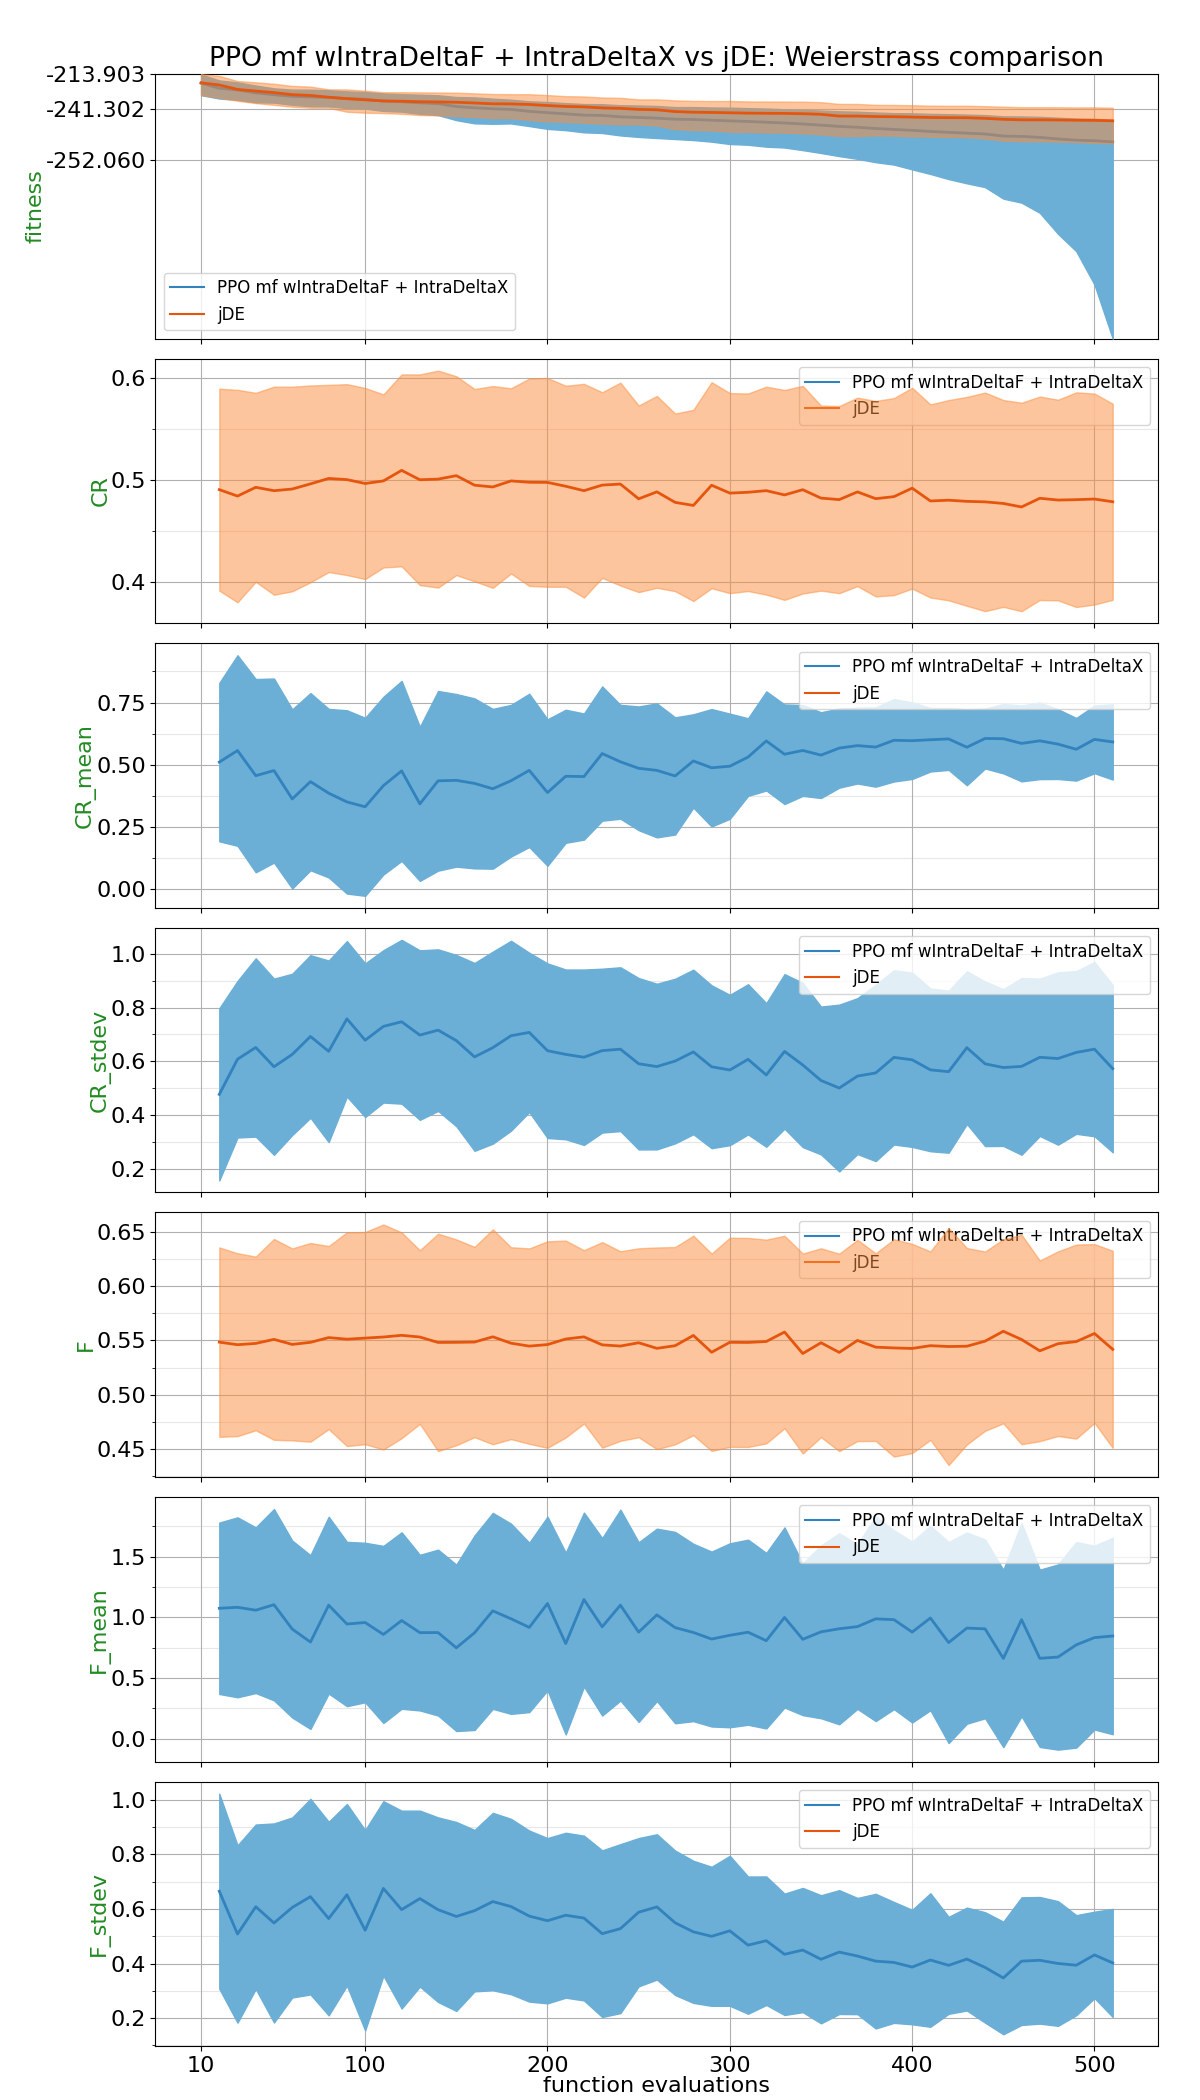 PPO mf wIntraDeltaF + IntraDeltaX vs jDE: Weierstrass comparison
-213.903
-241.302
-252.060
fitness
PPO mf wIntraDeltaF + IntraDeltaX
jDE
0.6
0.5
0.4
CR
PPO mf wIntraDeltaF + IntraDeltaX
jDE
0.75
0.50
0.25
0.00
CR_mean
PPO mf wIntraDeltaF + IntraDeltaX
jDE
1.0
0.8
0.6
0.4
0.2
CR_stdev
PPO mf wIntraDeltaF + IntraDeltaX
jDE
0.65
0.60
0.55
0.50
0.45
F
PPO mf wIntraDeltaF + IntraDeltaX
jDE
1.5
1.0
0.5
0.0
F_mean
PPO mf wIntraDeltaF + IntraDeltaX
jDE
1.0
0.8
0.6
0.4
0.2
F_stdev
PPO mf wIntraDeltaF + IntraDeltaX
jDE
10 100 200 300 400 500
function evaluations